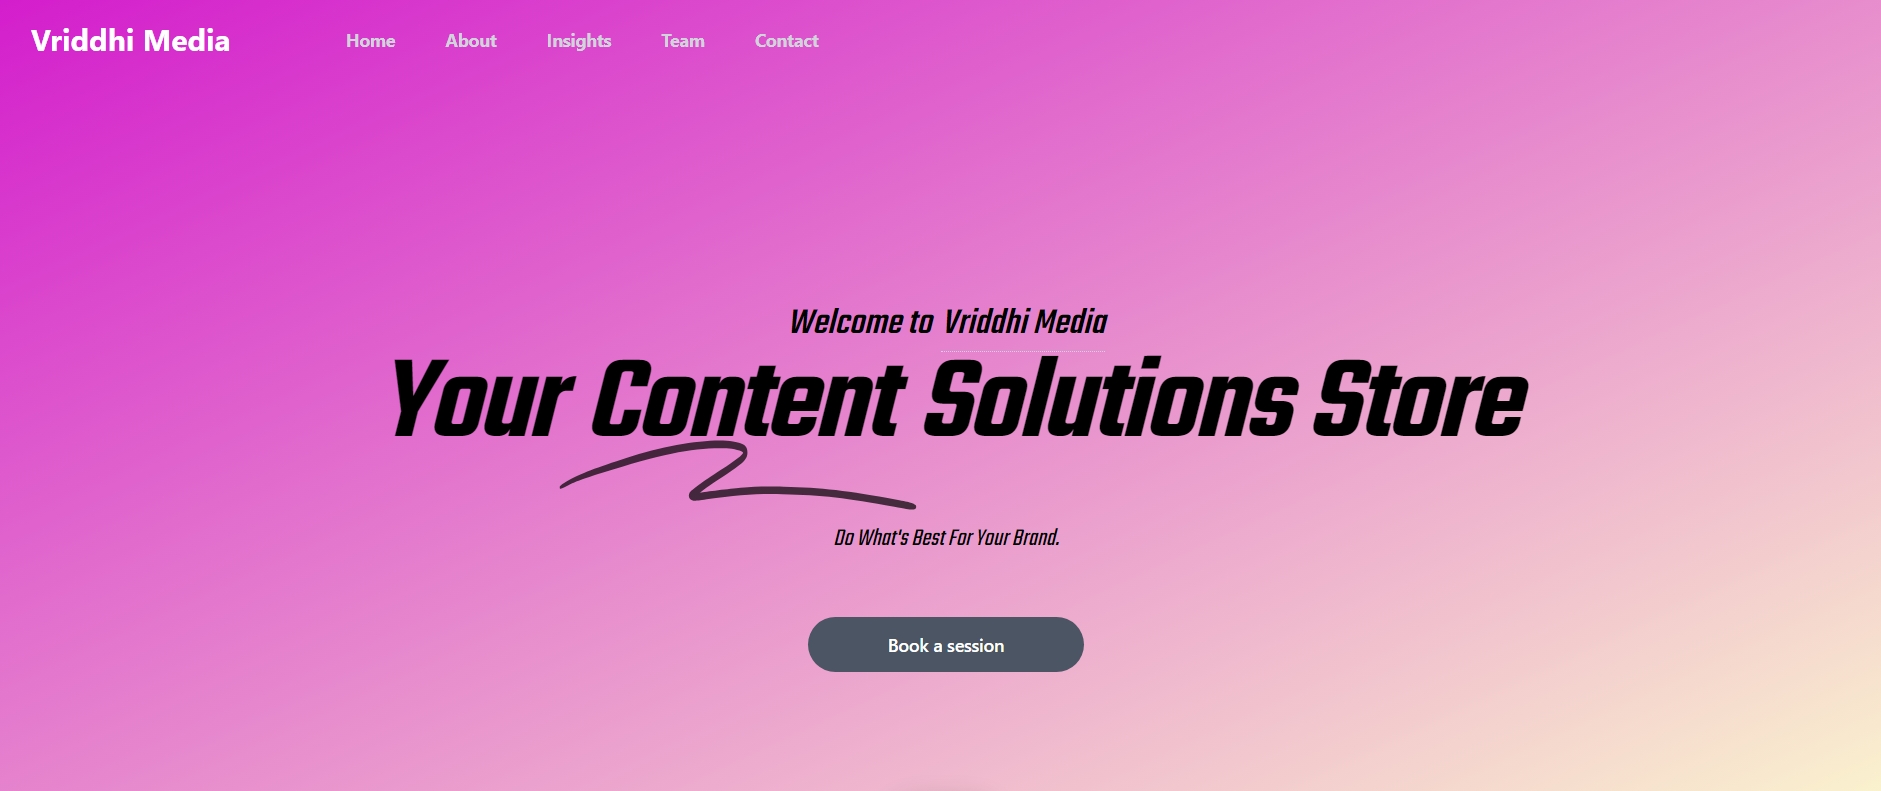 Vriddhi Media
Home
About
Insights
Team
Contact
Welcome to Vriddhi Media
Your Content Solutions Store
Do What's Best For Your Brand.
Book a session